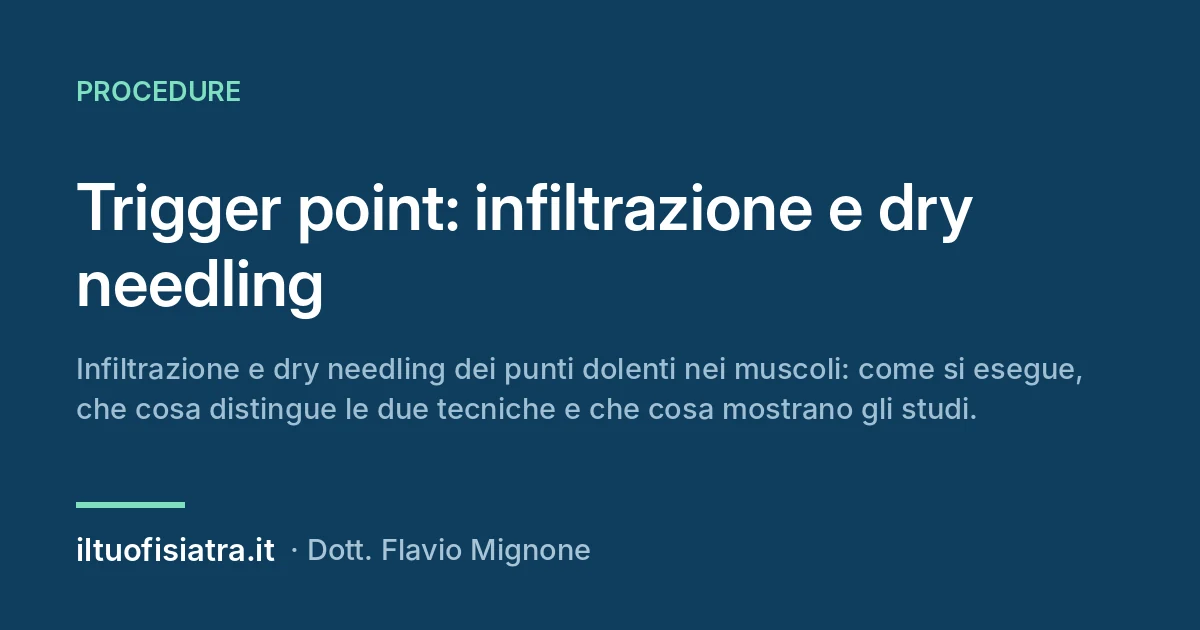 PROCEDURE
Trigger point: infiltrazione e dry
needling
Infiltrazione e dry needling dei punti dolenti nei muscoli: come si esegue,
che cosa distingue le due tecniche e che cosa mostrano gli studi.
iltuofisiatra.it · Dott. Flavio Mignone